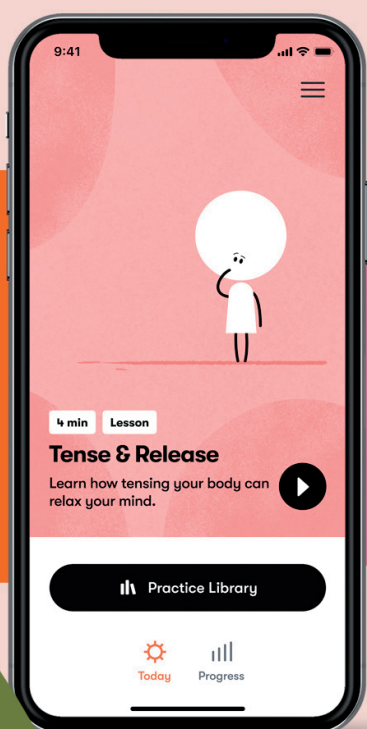 9:41
4 min
Lesson
Tense & Release
Learn how tensing your body can
relax your mind.
Practice Library
Today
Progress